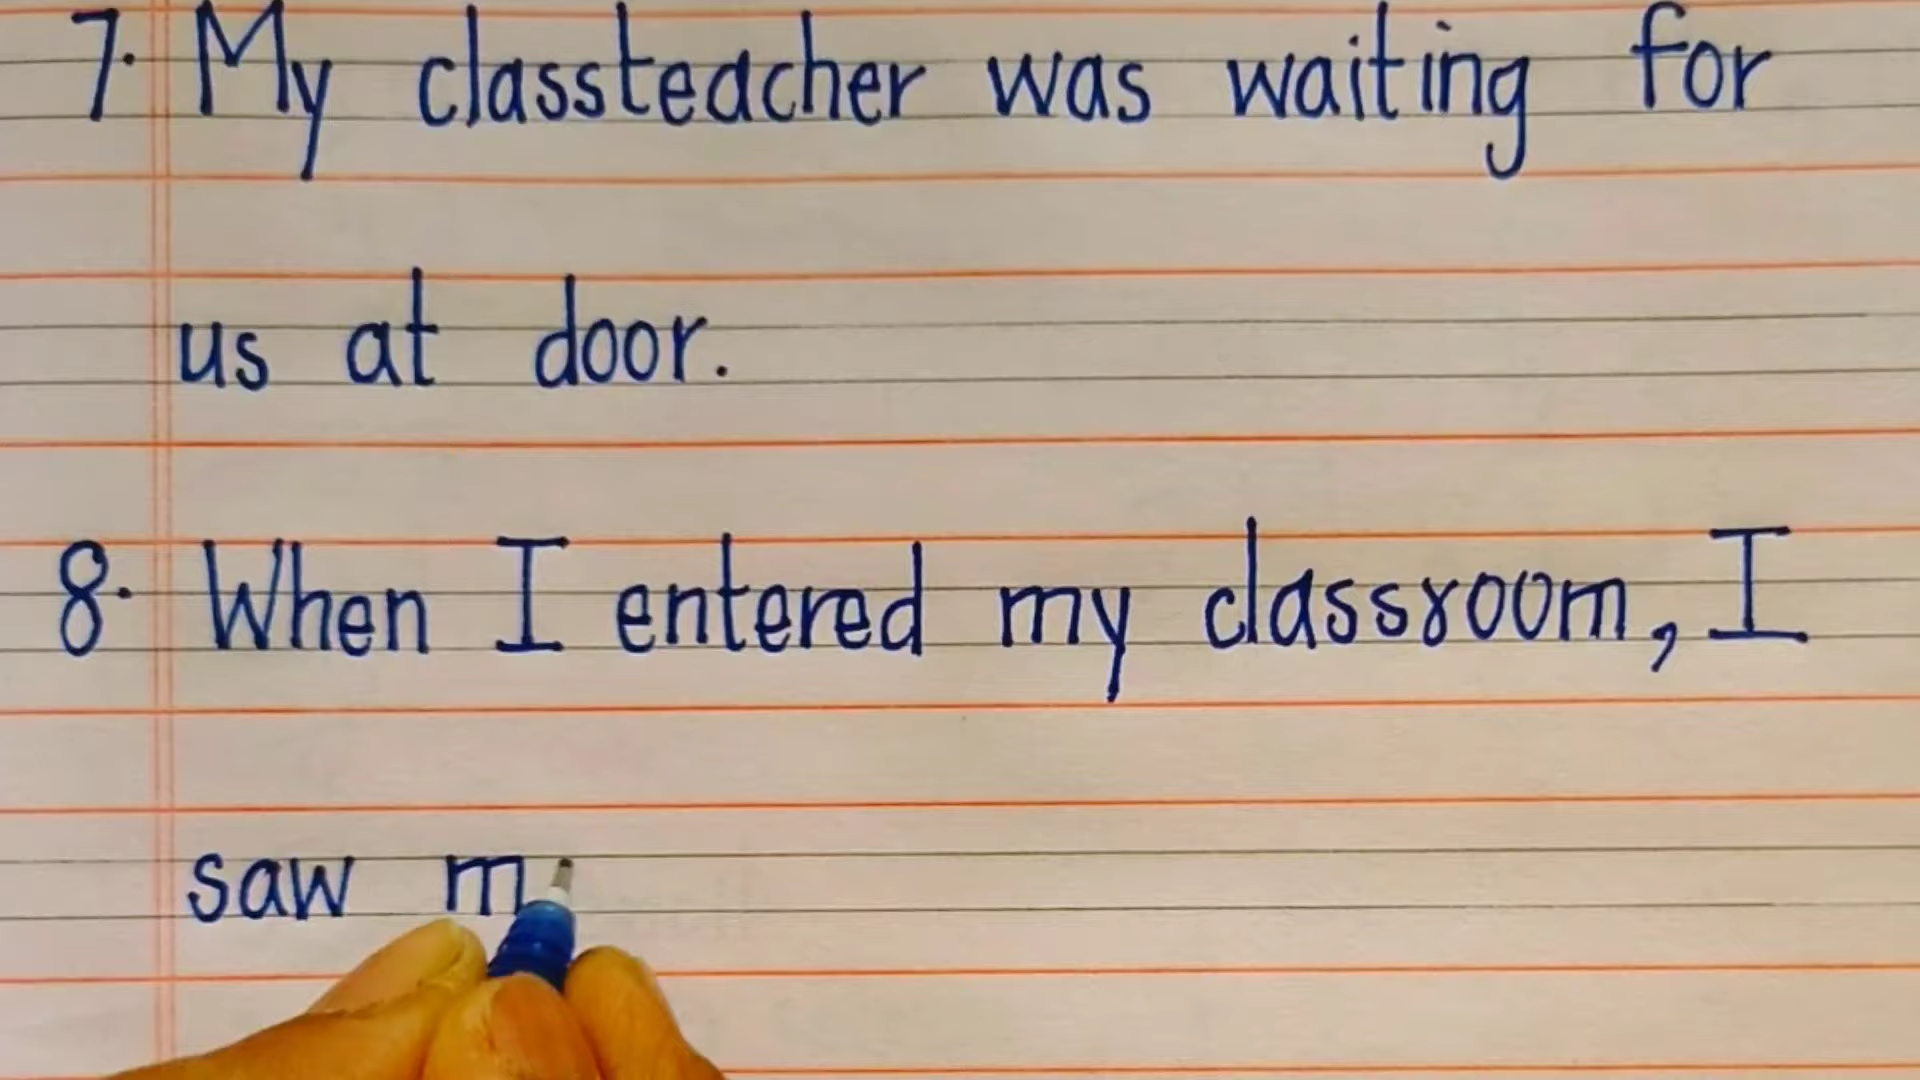 7. My classteacher was waiting for
us at door.
8. When I entered my classroom, I
saw m